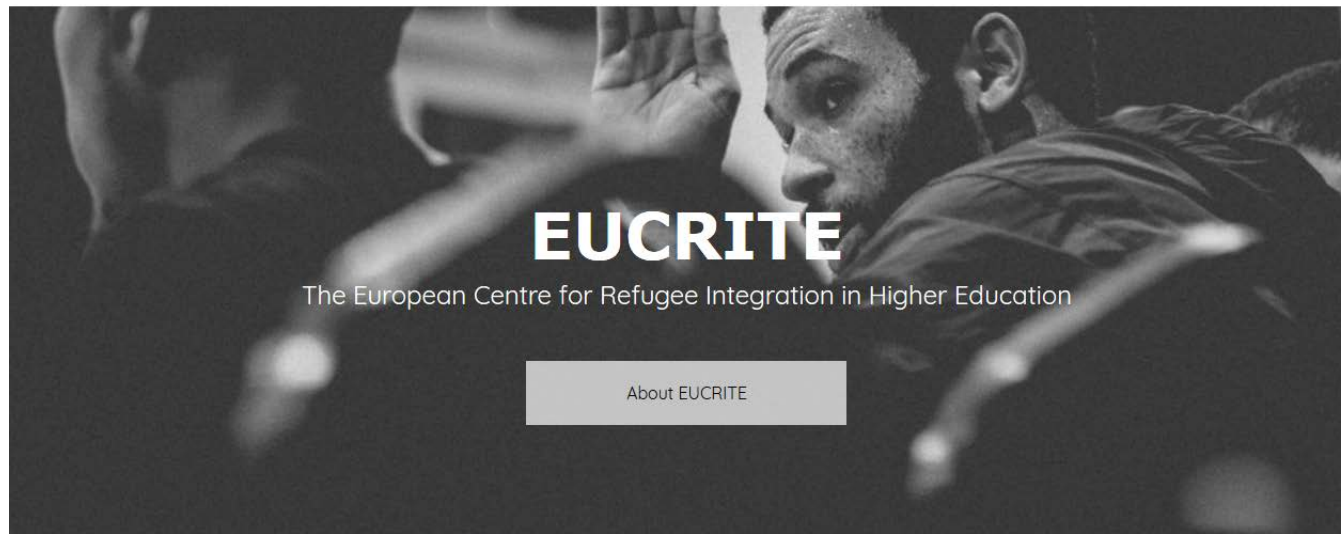 EUCRITE
The European Centre for Refugee Integration in Higher Education
About EUCRITE